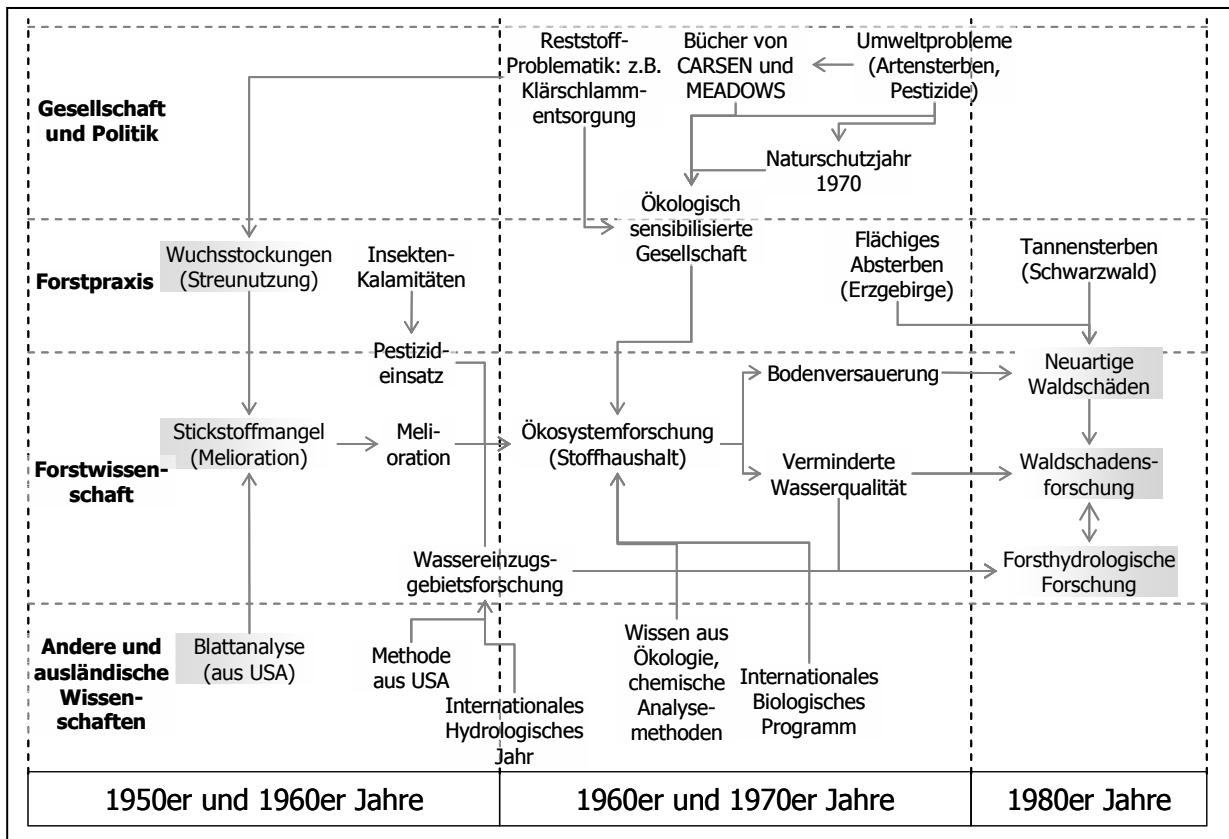 Gesellschaft
und Politik
Reststoff-
Problematik: z.B.
Klärschlamm-
entsorgung
Bücher von
CARSEN und
MEADOWS
Umweltprobleme
(Artensterben,
Pestizide)
Naturschutzjahr
1970
Ökologisch
sensibilisierte
Gesellschaft
Forstpraxis
Wuchsstockungen
(Streunutzung)
Insekten-
Kalamitäten
Pestizid-
einsatz
Flächiges
Absterben
(Erzgebirge)
Tannensterben
(Schwarzwald)
Forstwissen-
schaft
Stickstoffmangel
(Melioration)
Meli-
oration
Ökosystemforschung
(Stoffhaushalt)
Bodenversauerung
Verminderte
Wasserqualität
Neuartige
Waldschäden
Waldschadens-
forschung
Wassereinzugs-
gebietsforschung
Forsthydrologische
Forschung
Andere und
ausländische
Wissen-
schaften
Blattanalyse
(aus USA)
Methode
aus USA
Internationales
Hydrologisches
Jahr
Wissen aus
Ökologie,
chemische
Analyse-
methoden
Internationales
Biologisches
Programm
1950er und 1960er Jahre
1960er und 1970er Jahre
1980er Jahre